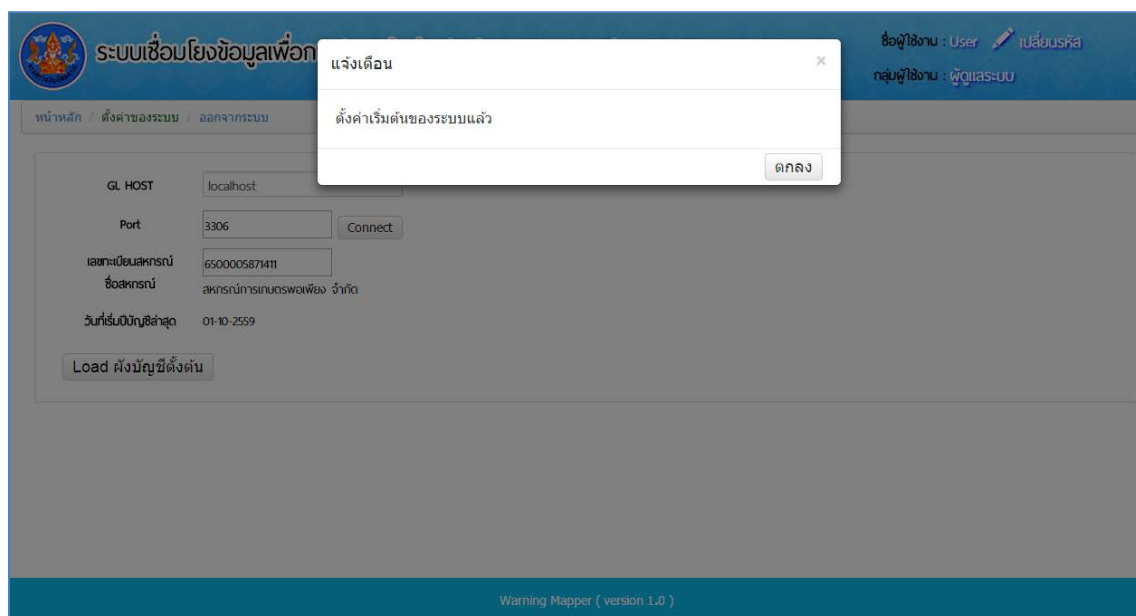 ระบบเชื่อมโยงข้อมูลเพื่อก
ชื่อผู้ใช้งาน : User เปลี่ยนรหัส
กลุ่มผู้ใช้งาน : ผู้ดูแลระบบ
แจ้งเตือน ×
ตั้งค่าเริ่มต้นของระบบแล้ว
ตกลง
หน้าหลัก / ตั้งค่าของระบบ / ออกจากระบบ
GL HOST localhost
Port 3306 Connect
เลขทะเบียนสหกรณ์ 6500005871411
ชื่อสหกรณ์ สหกรณ์การเกษตรพอเพียง จำกัด
วันที่เริ่มปีบัญชีล่าสุด 01-10-2559
Load ผังบัญชีตั้งต้น
Warning Mapper ( version 1.0 )